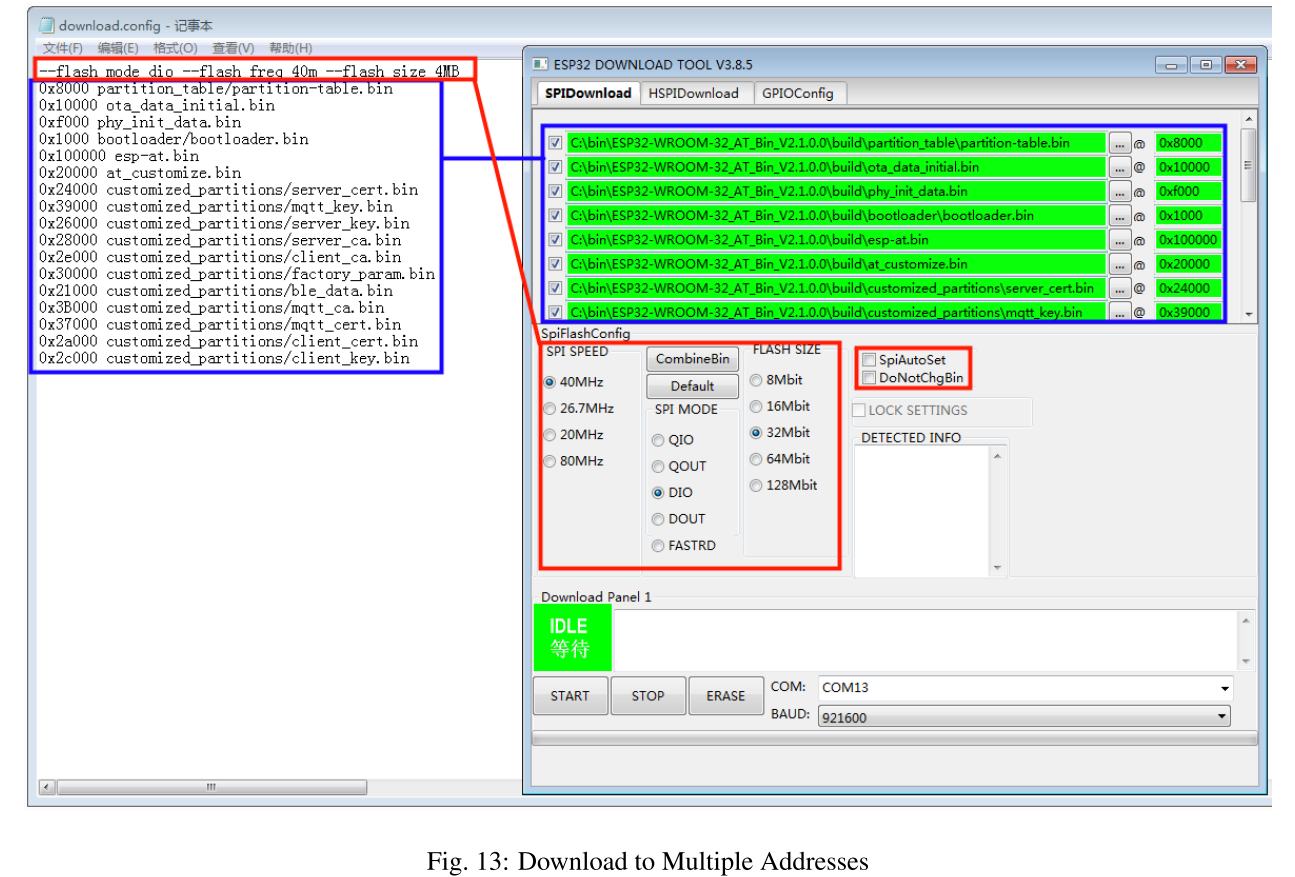 download.config - 记事本
文件(F) 编辑(E) 格式(O) 查看(V) 帮助(H)
--flash_mode dio --flash_freq 40m --flash_size 4MB
0x8000 partition_table/partition-table.bin
0x10000 ota_data_initial.bin
0xf000 phy_init_data.bin
0x1000 bootloader/bootloader.bin
0x100000 esp-at.bin
0x20000 at_customize.bin
0x24000 customized_partitions/server_cert.bin
0x39000 customized_partitions/mqtt_key.bin
0x26000 customized_partitions/server_key.bin
0x28000 customized_partitions/server_ca.bin
0x2e000 customized_partitions/client_ca.bin
0x30000 customized_partitions/factory_param.bin
0x21000 customized_partitions/ble_data.bin
0x3B000 customized_partitions/mqtt_ca.bin
0x37000 customized_partitions/mqtt_cert.bin
0x2a000 customized_partitions/client_cert.bin
0x2c000 customized_partitions/client_key.bin
ESP32 DOWNLOAD TOOL V3.8.5
SPIDownload HSPIDownload GPIOConfig
C:\bin\ESP32-WROOM-32_AT_Bin_V2.1.0.0\build\partition_table\partition-table.bin ... @ 0x8000
C:\bin\ESP32-WROOM-32_AT_Bin_V2.1.0.0\build\ota_data_initial.bin ... @ 0x10000
C:\bin\ESP32-WROOM-32_AT_Bin_V2.1.0.0\build\phy_init_data.bin ... @ 0xf000
C:\bin\ESP32-WROOM-32_AT_Bin_V2.1.0.0\build\bootloader\bootloader.bin ... @ 0x1000
C:\bin\ESP32-WROOM-32_AT_Bin_V2.1.0.0\build\esp-at.bin ... @ 0x100000
C:\bin\ESP32-WROOM-32_AT_Bin_V2.1.0.0\build\at_customize.bin ... @ 0x20000
C:\bin\ESP32-WROOM-32_AT_Bin_V2.1.0.0\build\customized_partitions\server_cert.bin ... @ 0x24000
C:\bin\ESP32-WROOM-32_AT_Bin_V2.1.0.0\build\customized_partitions\mqtt_key.bin ... @ 0x39000
SpiFlashConfig
SPI SPEED
40MHz
26.7MHz
20MHz
80MHz
CombineBin
Default
SPI MODE
QIO
QOUT
DIO
DOUT
FASTRD
FLASH SIZE
8Mbit
16Mbit
32Mbit
64Mbit
128Mbit
SpiAutoSet
DoNotChgBin
LOCK SETTINGS
DETECTED INFO
Download Panel 1
IDLE
等待
START STOP ERASE
COM: COM13
BAUD: 921600
Fig. 13: Download to Multiple Addresses